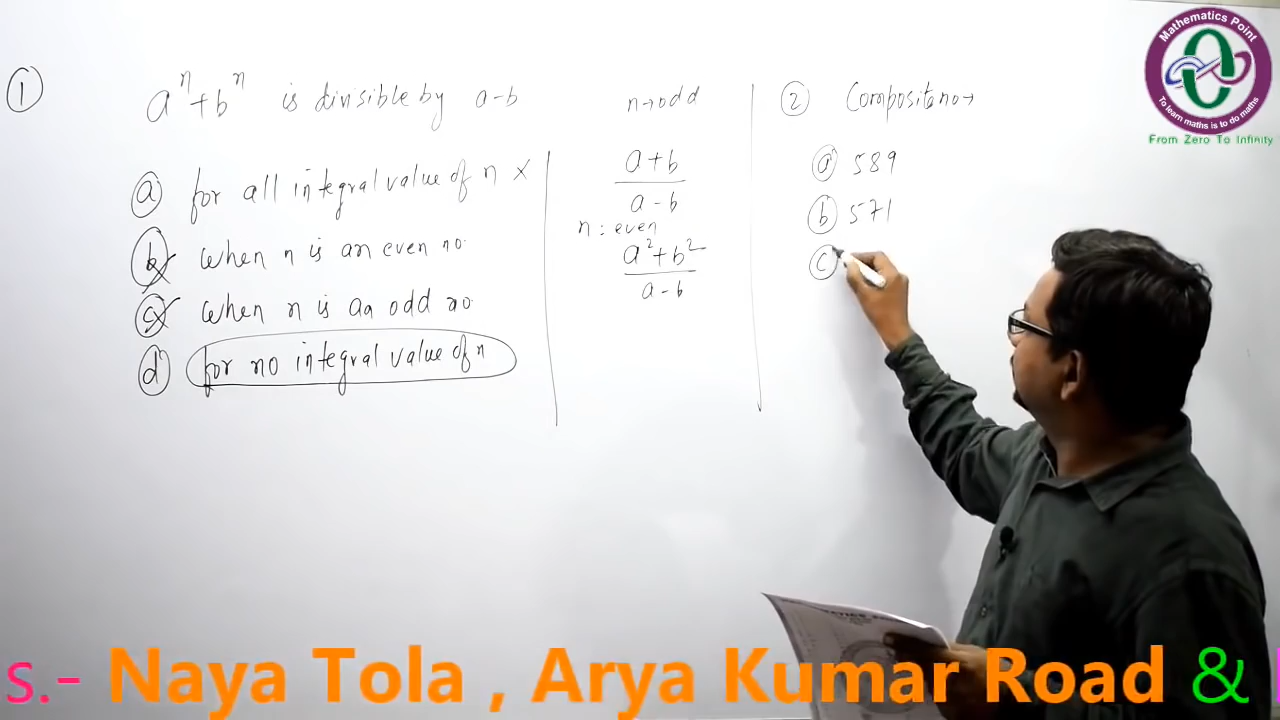 ①
aⁿ+bⁿ is divisible by a-b
ⓐ for all integral value of n ×
ⓑ when n is an even no.
ⓒ when n is an odd no.
ⓓ for no integral value of n
n→odd
a+b
a-b
n: even
a²+b²
a-b
② Composite no→
ⓐ 589
ⓑ 571
ⓒ
Mathematics Point
To learn maths is to do maths
From Zero To Infinity
s.- Naya Tola , Arya Kumar Road &